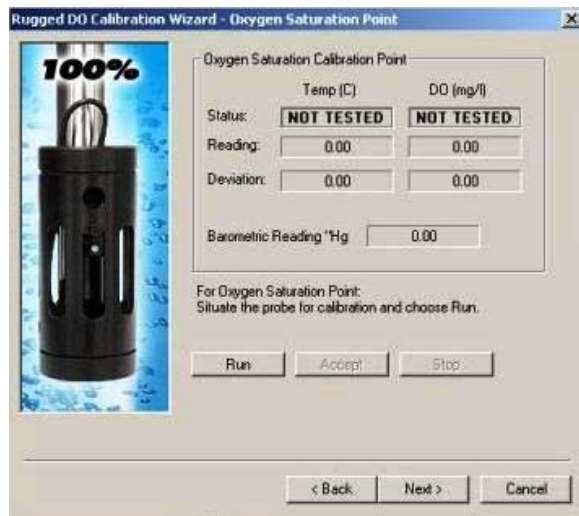 Rugged DO Calibration Wizard - Oxygen Saturation Point
100%
Oxygen Saturation Calibration Point
Temp (C) DO (mg/l)
Status: NOT TESTED NOT TESTED
Reading: 0.00 0.00
Deviation: 0.00 0.00
Barometric Reading "Hg 0.00
For Oxygen Saturation Point:
Situate the probe for calibration and choose Run.
Run Accept Stop
< Back Next > Cancel